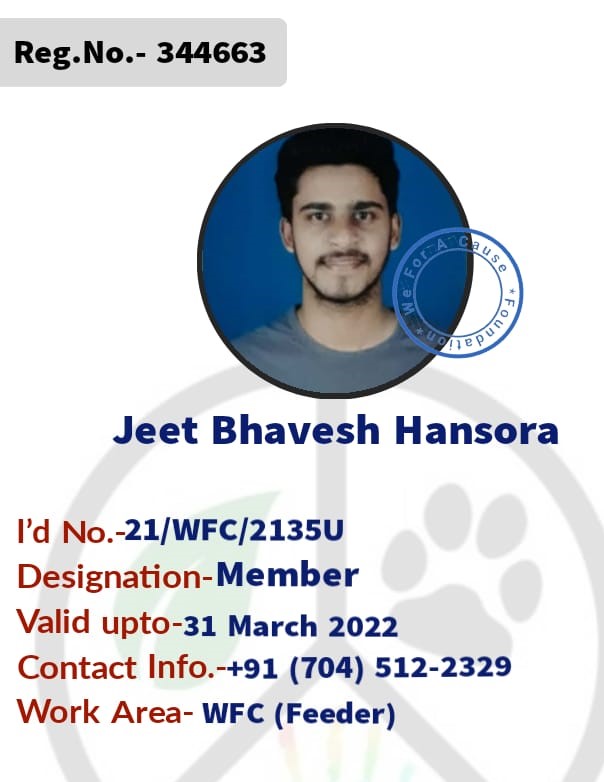 Reg.No.- 344663
We For A Cause
* Foundation *
Jeet Bhavesh Hansora
I'd No.-21/WFC/2135U
Designation-Member
Valid upto-31 March 2022
Contact Info.-+91 (704) 512-2329
Work Area- WFC (Feeder)